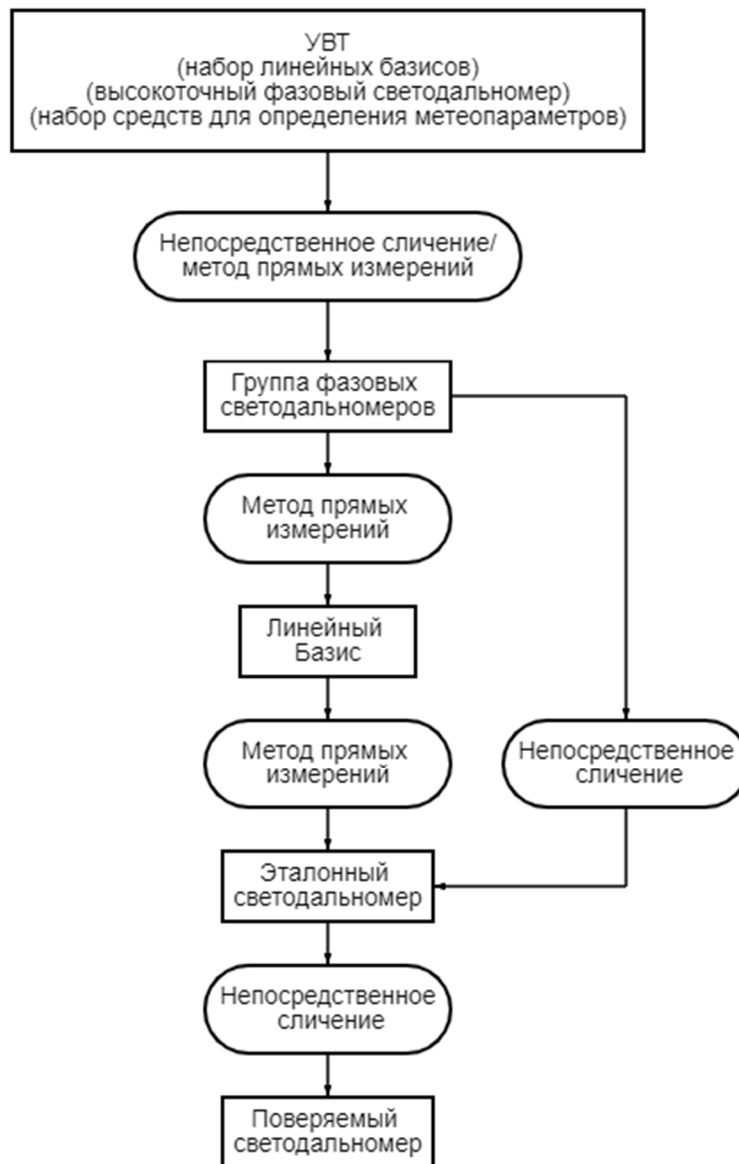 УВТ
(набор линейных базисов)
(высокоточный фазовый светодальномер)
(набор средств для определения метеопараметров)
Непосредственное сличение/
метод прямых измерений
Группа фазовых
светодальномеров
Метод прямых
измерений
Линейный
Базис
Метод прямых
измерений
Непосредственное
сличение
Эталонный
светодальномер
Непосредственное
сличение
Поверяемый
светодальномер